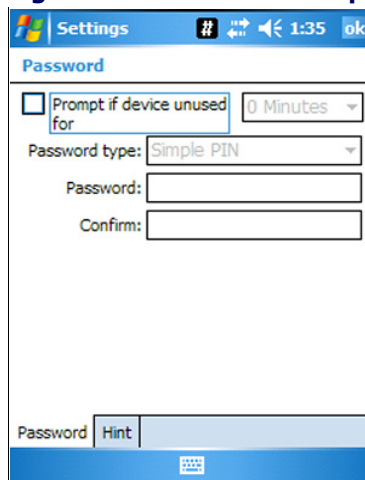 Settings # 1:35 ok
Password
Prompt if device unused for 0 Minutes
Password type: Simple PIN
Password:
Confirm:
Password Hint